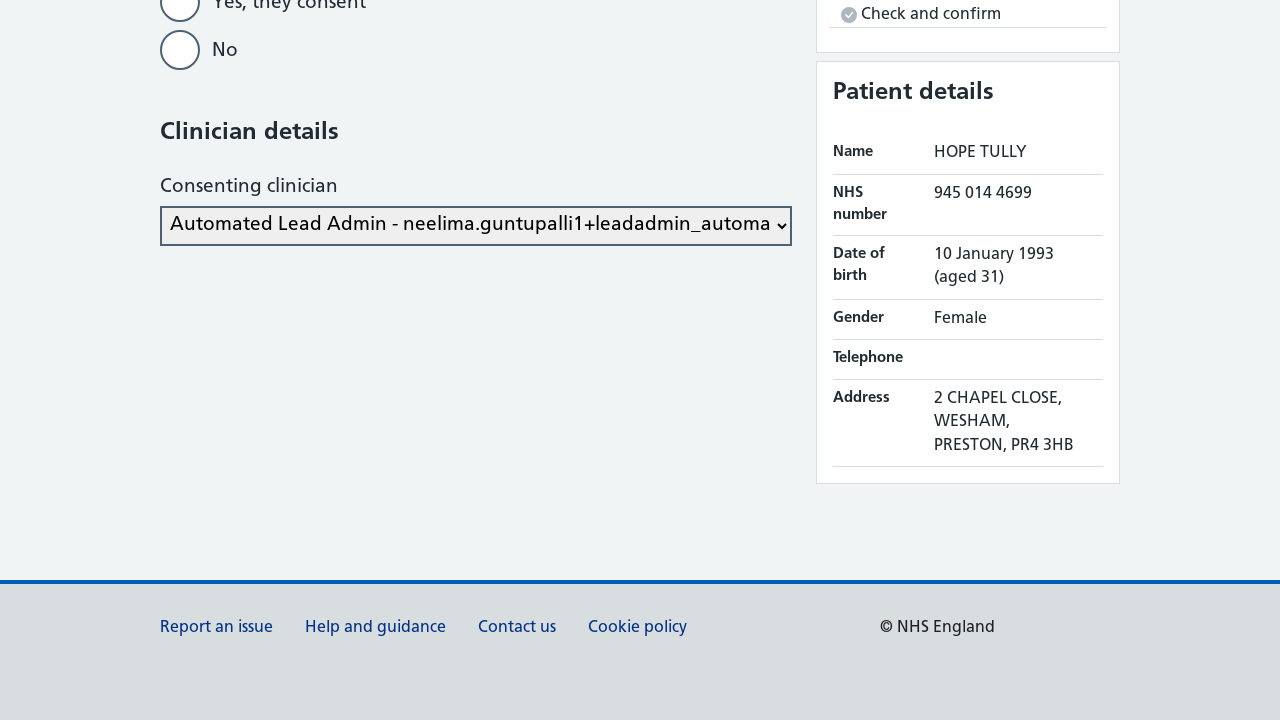 Yes, they consent
No
Clinician details
Consenting clinician
Automated Lead Admin - neelima.guntupalli1+leadadmin_automa
Check and confirm
Patient details
Name HOPE TULLY
NHS number 945 014 4699
Date of birth 10 January 1993 (aged 31)
Gender Female
Telephone
Address 2 CHAPEL CLOSE,
WESHAM,
PRESTON, PR4 3HB
Report an issue Help and guidance Contact us Cookie policy © NHS England